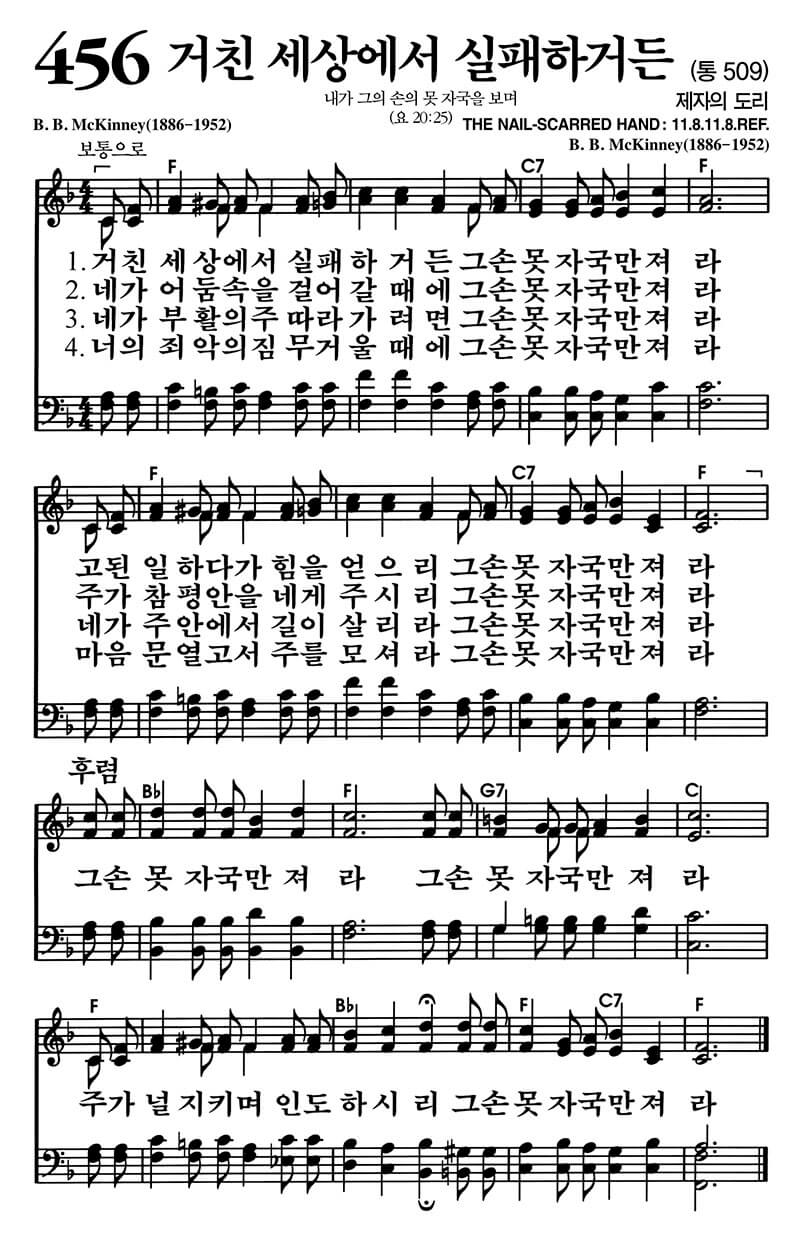 456 거친 세상에서 실패하거든 (통 509)
내가 그의 손의 못 자국을 보며
(요 20:25)
제자의 도리
B. B. McKinney(1886-1952)
THE NAIL-SCARRED HAND: 11.8.11.8.REF.
보통으로
B. B. McKinney(1886-1952)
F C7 F
1. 거친 세상에서 실패하거든 그손 못 자국만져라
2. 네가 어둠속을 걸어갈 때에 그손 못 자국만져라
3. 네가 부활의주 따라가려면 그손 못 자국만져라
4. 너의 죄악의짐 무거울 때에 그손 못 자국만져라
F C7 F
고된 일하다가 힘을 얻으리 그손 못 자국만져라
주가 참평안을 네게 주시리 그손 못 자국만져라
네가 주안에서 길이 살리라 그손 못 자국만져라
마음 문열고서 주를 모셔라 그손 못 자국만져라
후렴
B♭ F G7 C
그손 못 자국만져라 그손 못 자국만져라
F B♭ F C7 F
주가 널 지키며 인도하시리 그손 못 자국만져라